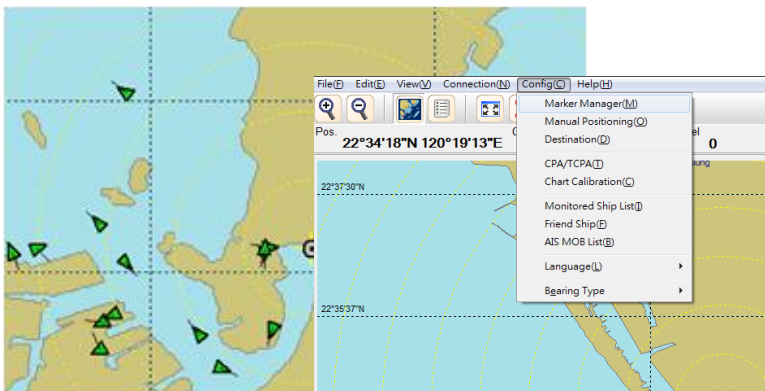 File(F) Edit(E) View(V) Connection(N) Config(C) Help(H)
Pos.
22°34'18"N 120°19'13"E
0
Marker Manager(M)
Manual Positioning(O)
Destination(D)
CPA/TCPA(T)
Chart Calibration(C)
Monitored Ship List(I)
Friend Ship(F)
AIS MOB List(B)
Language(L)
Bearing Type
22°37'30"N
22°35'37"N